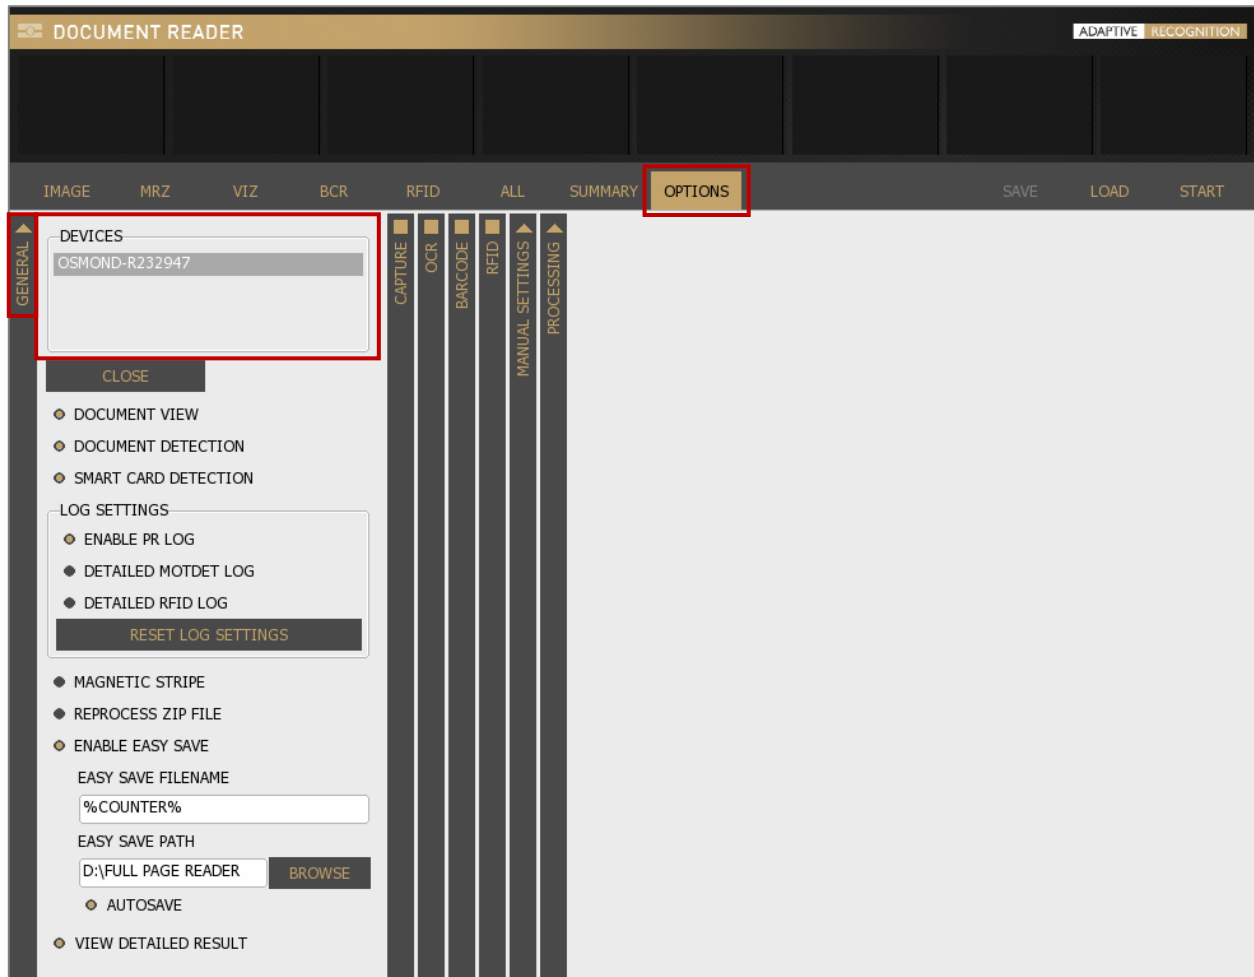 DOCUMENT READER
ADAPTIVE RECOGNITION
IMAGE MRZ VIZ BCR RFID ALL SUMMARY OPTIONS SAVE LOAD START
GENERAL
DEVICES
OSMOND-R232947
CLOSE
DOCUMENT VIEW
DOCUMENT DETECTION
SMART CARD DETECTION
LOG SETTINGS
ENABLE PR LOG
DETAILED MOTDET LOG
DETAILED RFID LOG
RESET LOG SETTINGS
MAGNETIC STRIPE
REPROCESS ZIP FILE
ENABLE EASY SAVE
EASY SAVE FILENAME
%COUNTER%
EASY SAVE PATH
D:\FULL PAGE READER BROWSE
AUTOSAVE
VIEW DETAILED RESULT
CAPTURE
OCR
BARCODE
RFID
MANUAL SETTINGS
PROCESSING